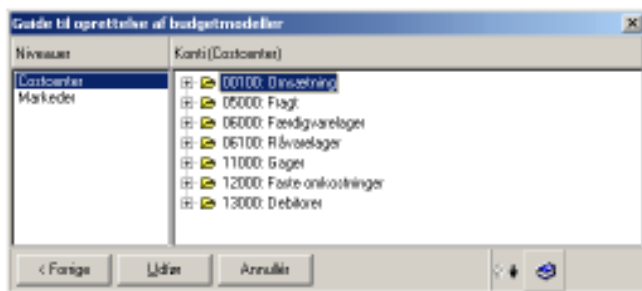 Guide til oprettelse af budgetmodeller
Niveauer
Konti (Costcenter)
Costcenter
Markeder
00100: Omsætning
05000: Fragt
06000: Færdigvarelager
06100: Råvarelager
11000: Gager
12000: Faste omkostninger
13000: Debitorer
< Forrige
Udfør
Annullér